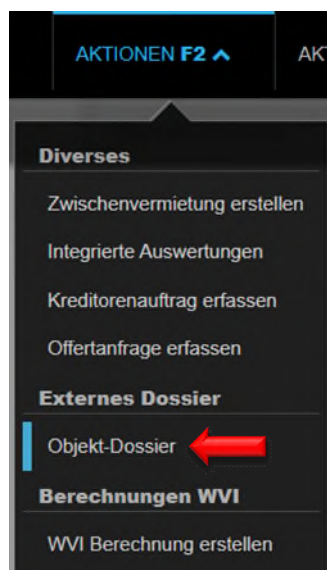 AKTIONEN F2 AK
Diverses
Zwischenvermietung erstellen
Integrierte Auswertungen
Kreditorenauftrag erfassen
Offertanfrage erfassen
Externes Dossier
Objekt-Dossier
Berechnungen WVI
WVI Berechnung erstellen